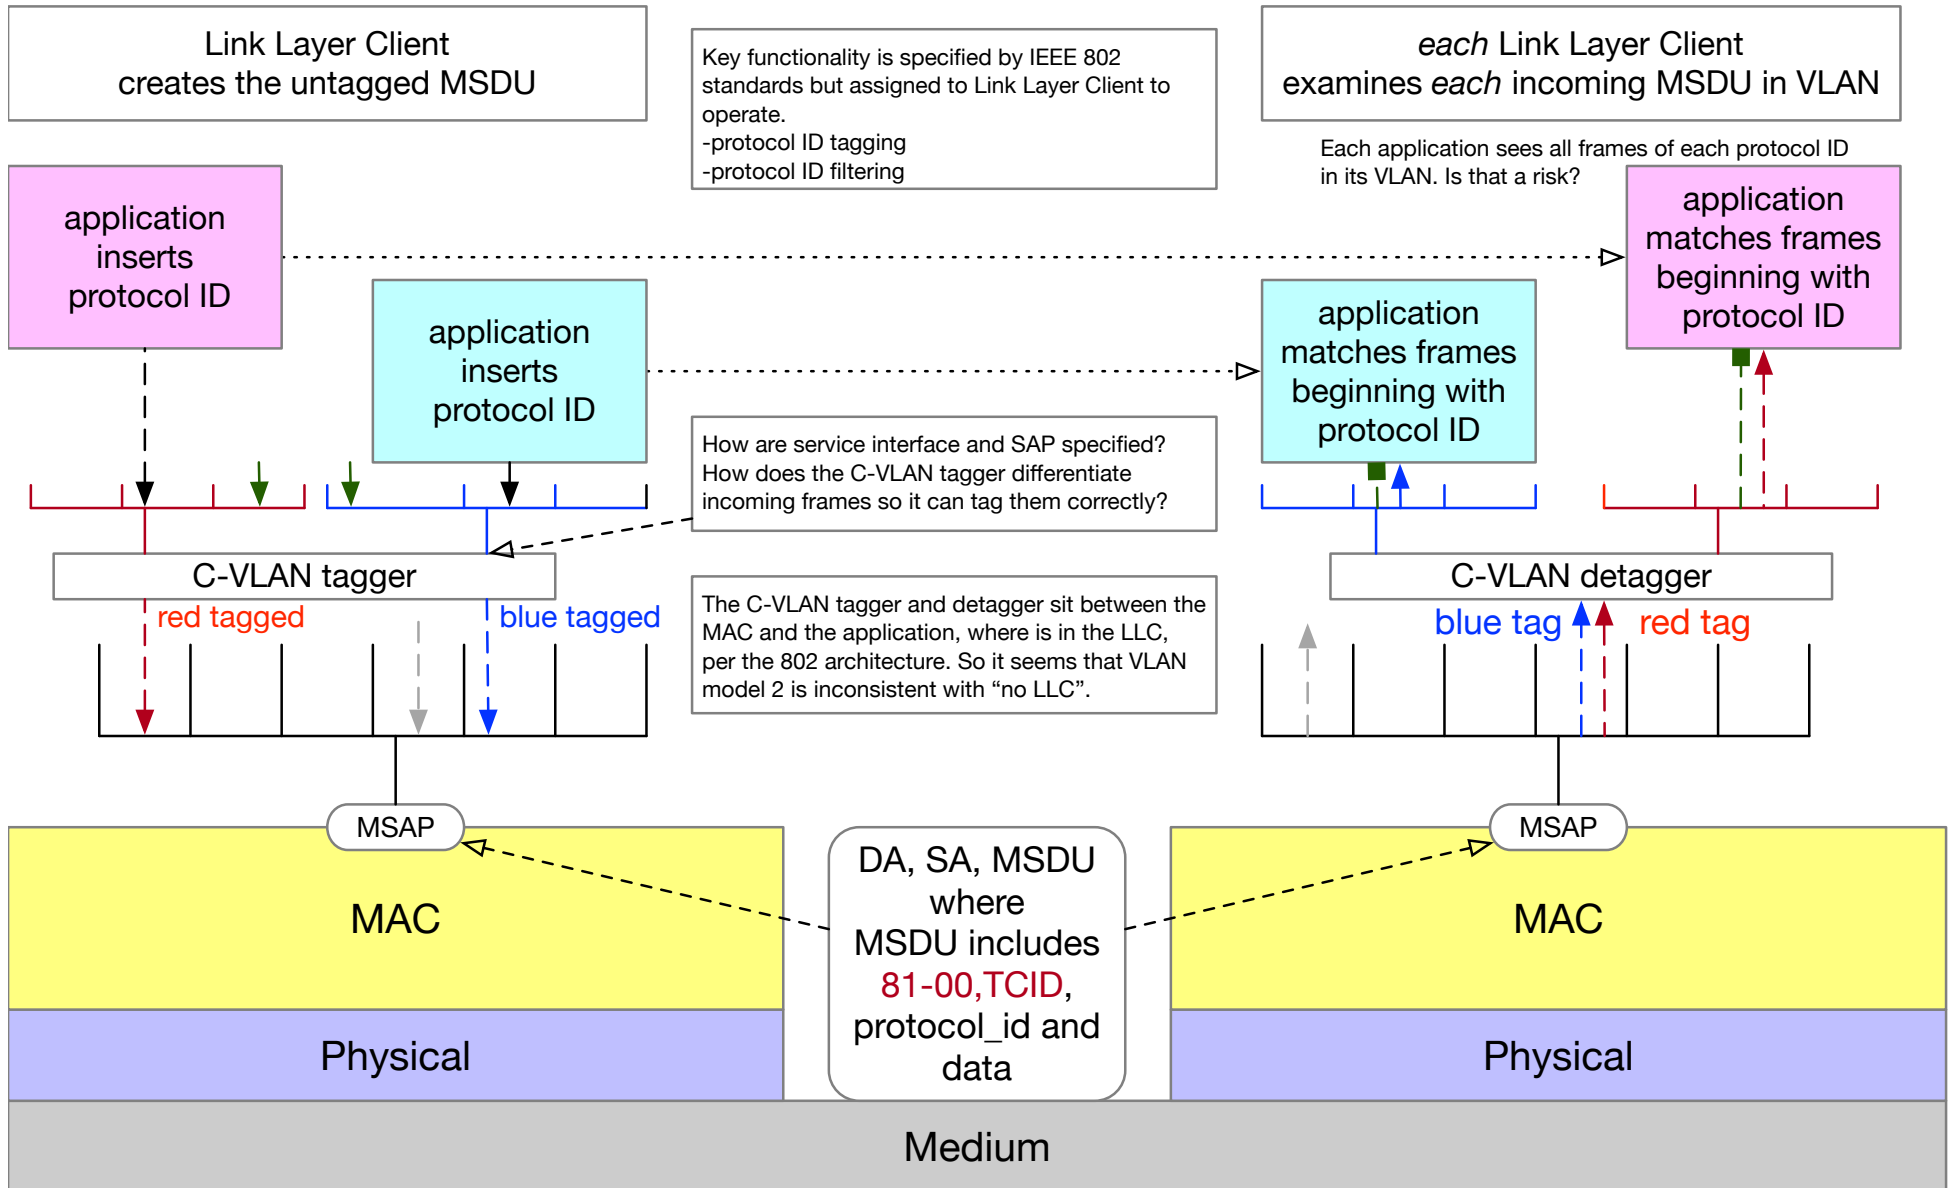 Link Layer Client
creates the untagged MSDU
Key functionality is specified by IEEE 802
standards but assigned to Link Layer Client to
operate.
-protocol ID tagging
-protocol ID filtering
each Link Layer Client
examines each incoming MSDU in VLAN
Each application sees all frames of each protocol ID
in its VLAN. Is that a risk?
application
inserts
protocol ID
application
matches frames
beginning with
protocol ID
application
inserts
protocol ID
application
matches frames
beginning with
protocol ID
How are service interface and SAP specified?
How does the C-VLAN tagger differentiate
incoming frames so it can tag them correctly?
C-VLAN tagger
C-VLAN detagger
red tagged
blue tagged
The C-VLAN tagger and detagger sit between the
MAC and the application, where is in the LLC,
per the 802 architecture. So it seems that VLAN
model 2 is inconsistent with “no LLC”.
blue tag
red tag
MSAP
MSAP
DA, SA, MSDU
where
MSDU includes
81-00,TCID,
protocol_id and
data
MAC
MAC
Physical
Physical
Medium